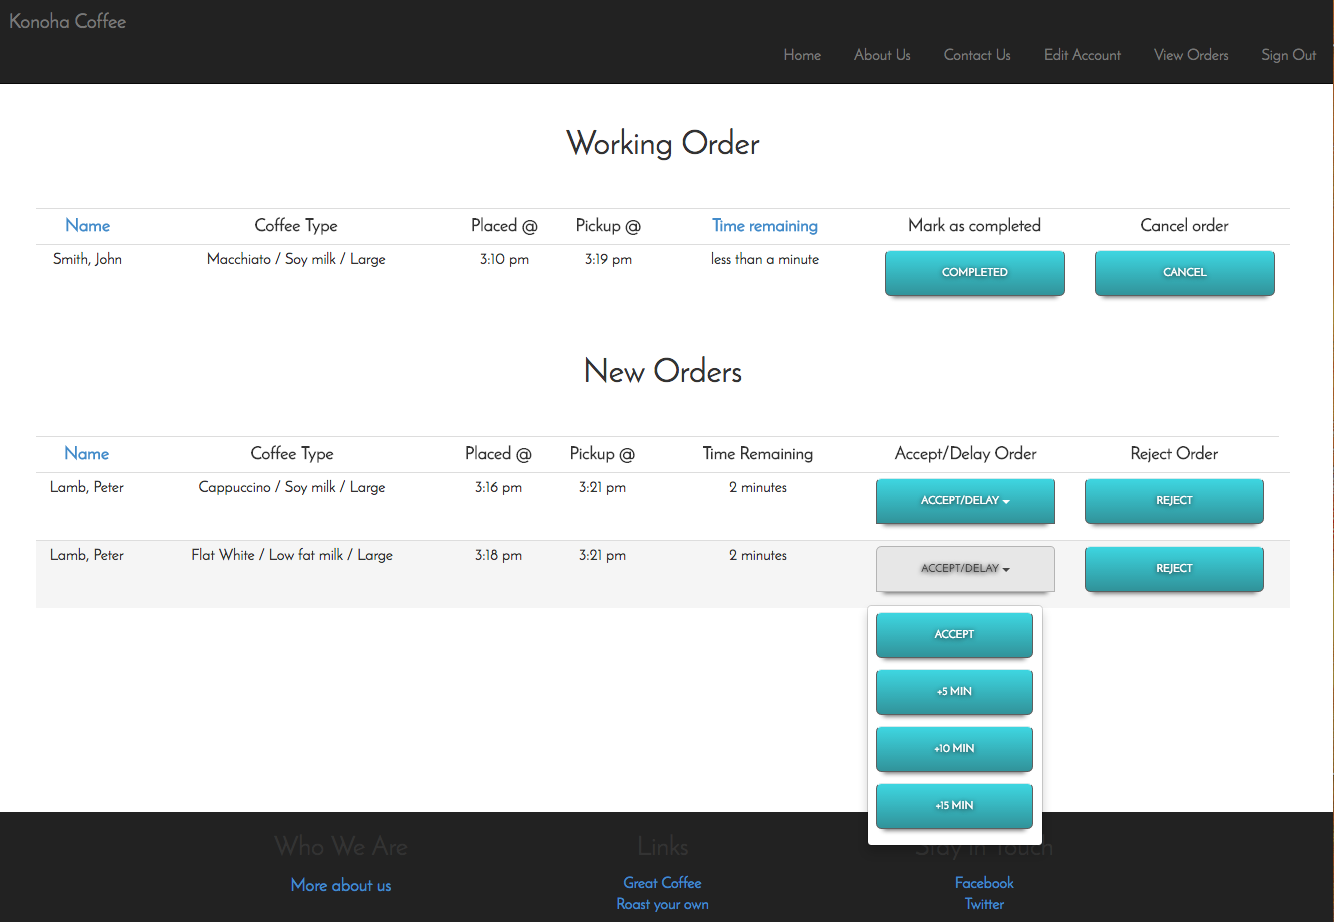 Konoha Coffee
Home About Us Contact Us Edit Account View Orders Sign Out
Working Order
Name Coffee Type Placed @ Pickup @ Time remaining Mark as completed Cancel order
Smith, John Macchiato / Soy milk / Large 3:10 pm 3:19 pm less than a minute COMPLETED CANCEL
New Orders
Name Coffee Type Placed @ Pickup @ Time Remaining Accept/Delay Order Reject Order
Lamb, Peter Cappuccino / Soy milk / Large 3:16 pm 3:21 pm 2 minutes ACCEPT/DELAY REJECT
Lamb, Peter Flat White / Low fat milk / Large 3:18 pm 3:21 pm 2 minutes ACCEPT/DELAY REJECT
ACCEPT
+5 MIN
+10 MIN
+15 MIN
Who We Are Links Stay in Touch
More about us Great Coffee Facebook
Roast your own Twitter